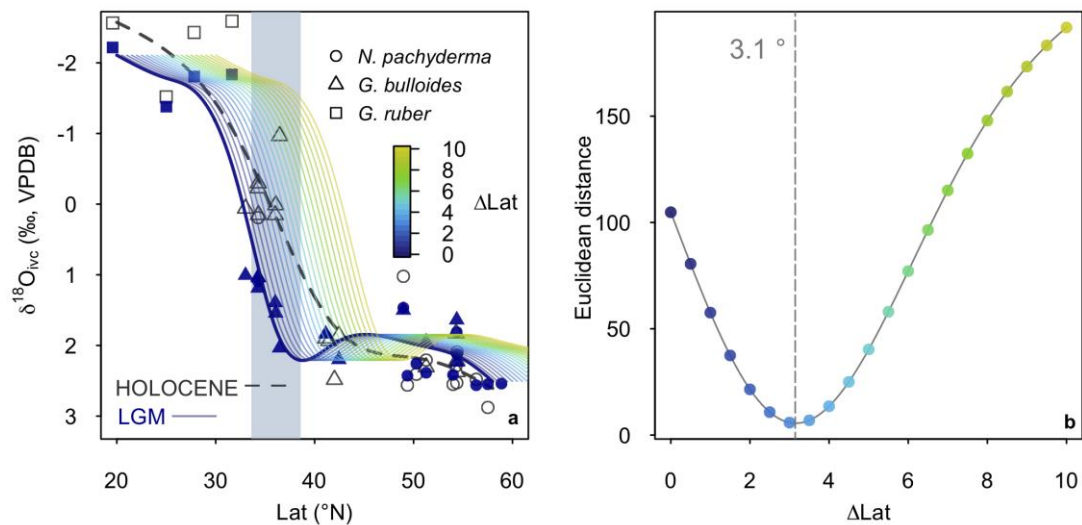 -2
-1
0
1
2
3
δ¹⁸Oivc (‰, VPDB)
N. pachyderma
G. bulloides
G. ruber
10
8
6
4
2
0
ΔLat
HOLOCENE
LGM
a
20
30
40
50
60
Lat (°N)
3.1 °
150
100
50
0
Euclidean distance
b
0
2
4
6
8
10
ΔLat